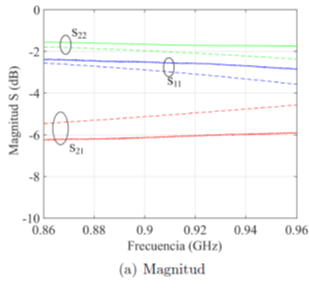 0
-2
-4
-6
-8
-10
Magnitud S (dB)
S22
S11
S21
0.86 0.88 0.9 0.92 0.94 0.96
Frecuencia (GHz)
(a) Magnitud